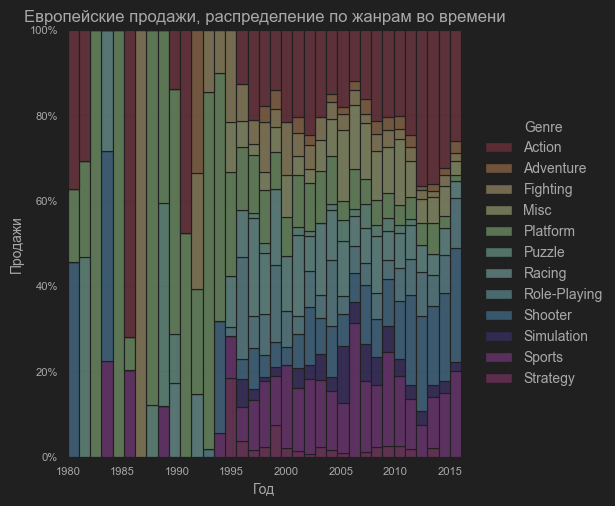 Европейские продажи, распределение по жанрам во времени
100%
80%
60%
40%
20%
0%
Продажи
1980
1985
1990
1995
2000
2005
2010
2015
Год
Genre
Action
Adventure
Fighting
Misc
Platform
Puzzle
Racing
Role-Playing
Shooter
Simulation
Sports
Strategy